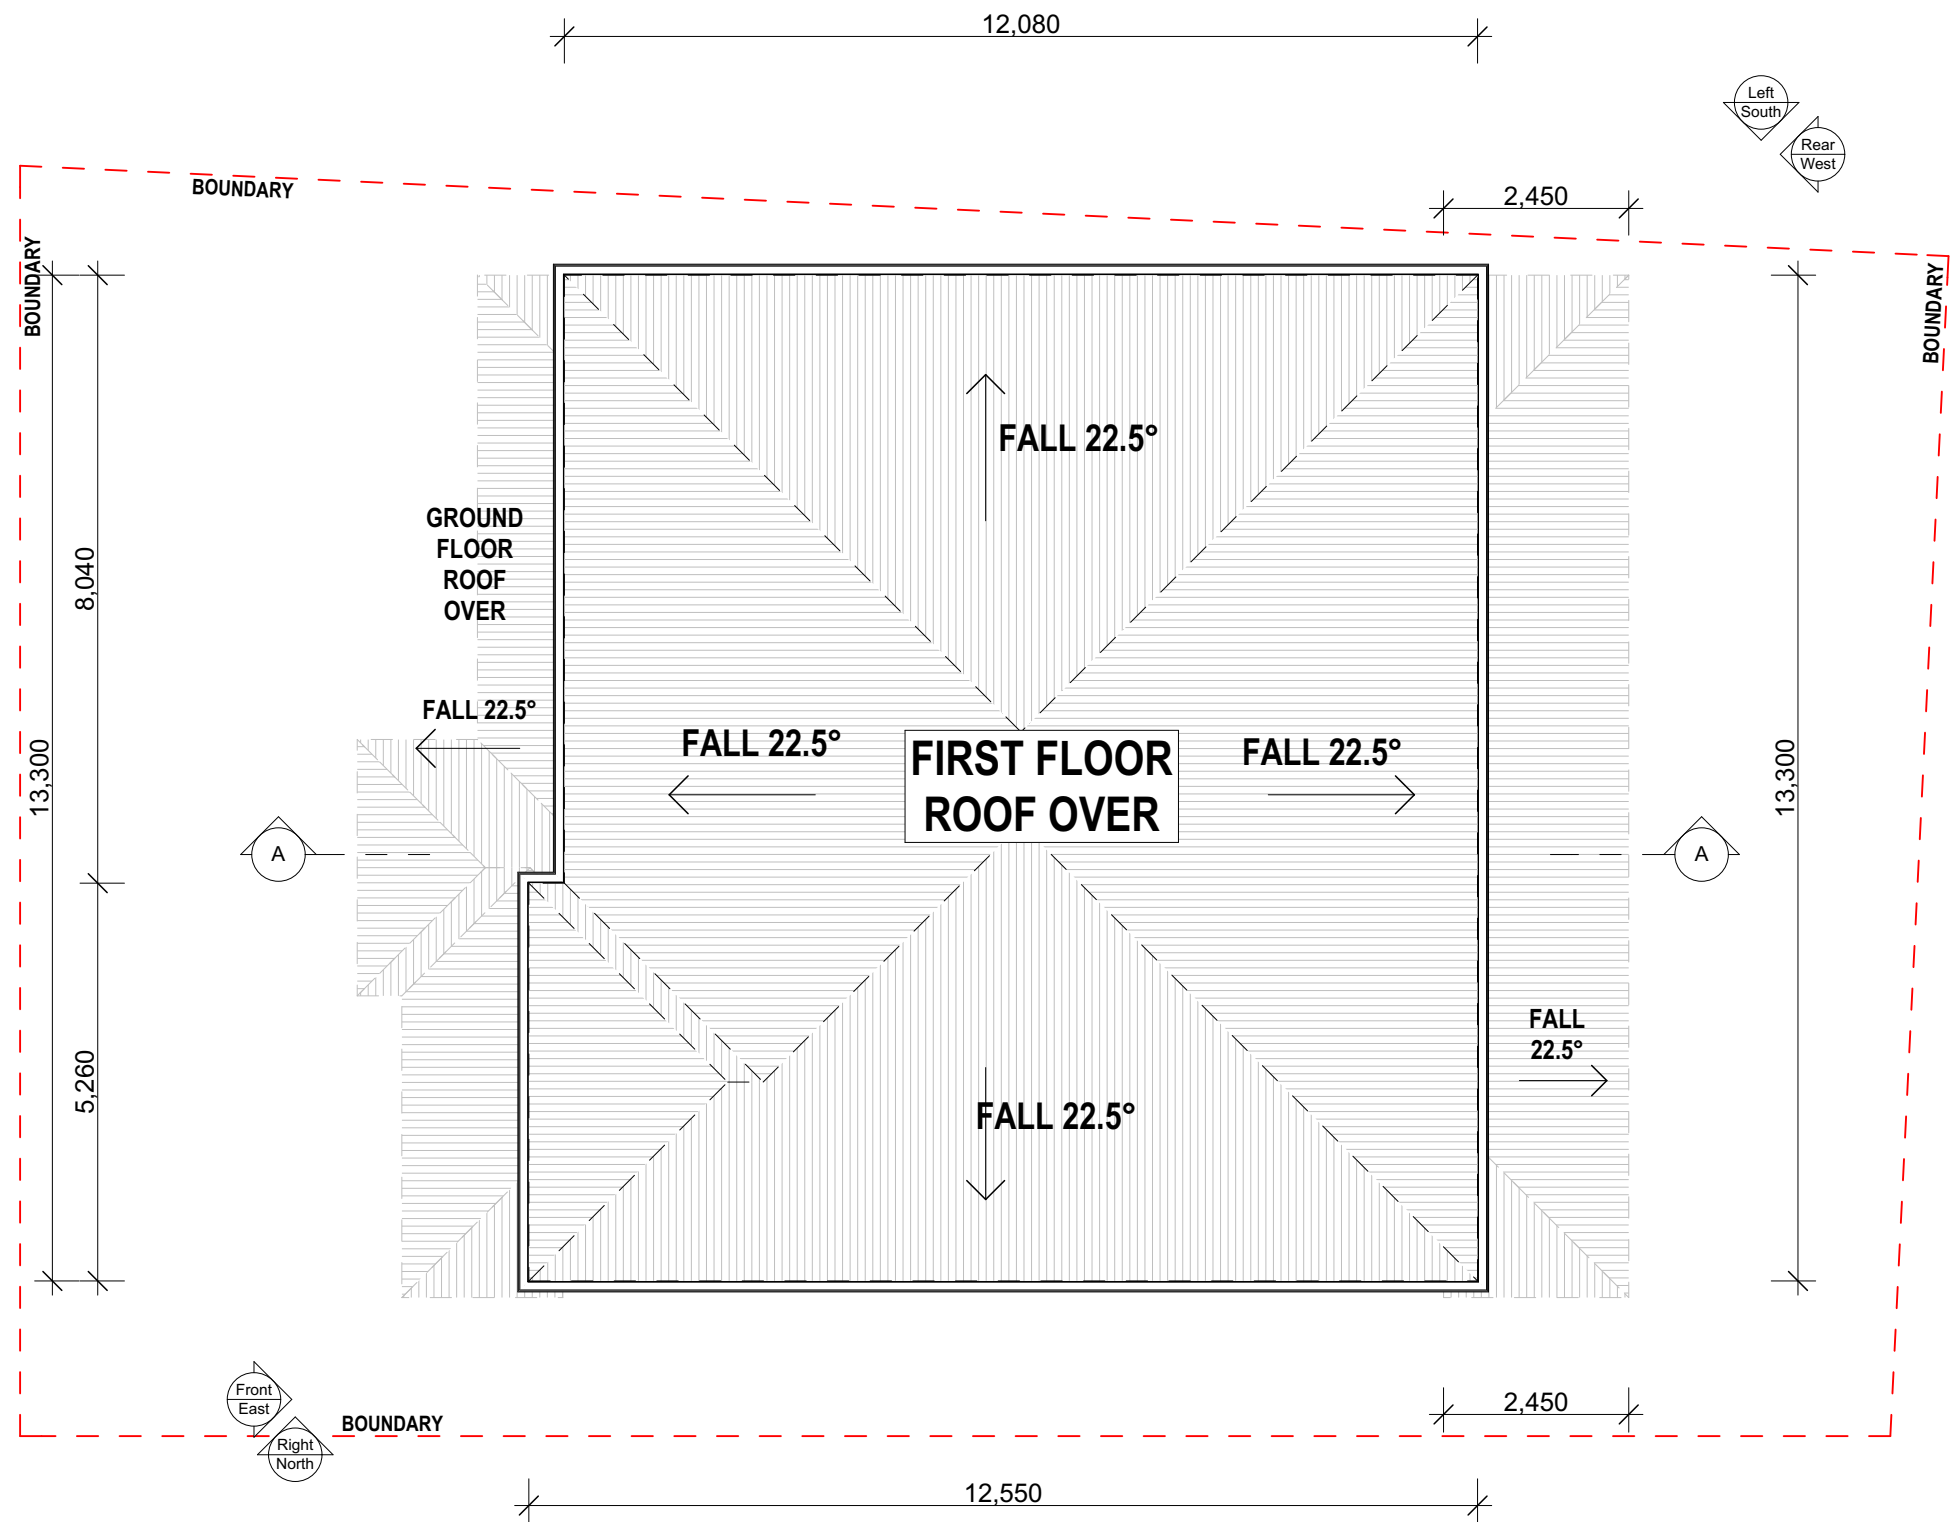 12,080
Left
South
Rear
West
BOUNDARY
2,450
BOUNDARY
BOUNDARY
FALL 22.5°
GROUND
FLOOR
ROOF
OVER
8,040
FALL 22.5°
FALL 22.5°
FIRST FLOOR
ROOF OVER
FALL 22.5°
13,300
13,300
A
A
FALL
22.5°
5,260
FALL 22.5°
Front
East
BOUNDARY
Right
North
2,450
12,550